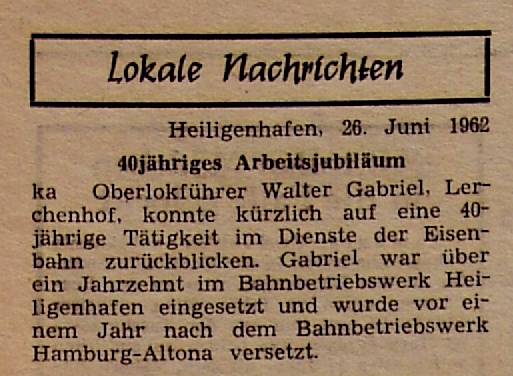 Lokale Nachrichten
Heiligenhafen, 26. Juni 1962
40jähriges Arbeitsjubiläum
ka Oberlokführer Walter Gabriel, Ler-
chenhof, konnte kürzlich auf eine 40-
jährige Tätigkeit im Dienste der Eisen-
bahn zurückblicken. Gabriel war über
ein Jahrzehnt im Bahnbetriebswerk Hei-
ligenhafen eingesetzt und wurde vor ei-
nem Jahr nach dem Bahnbetriebswerk
Hamburg-Altona versetzt.